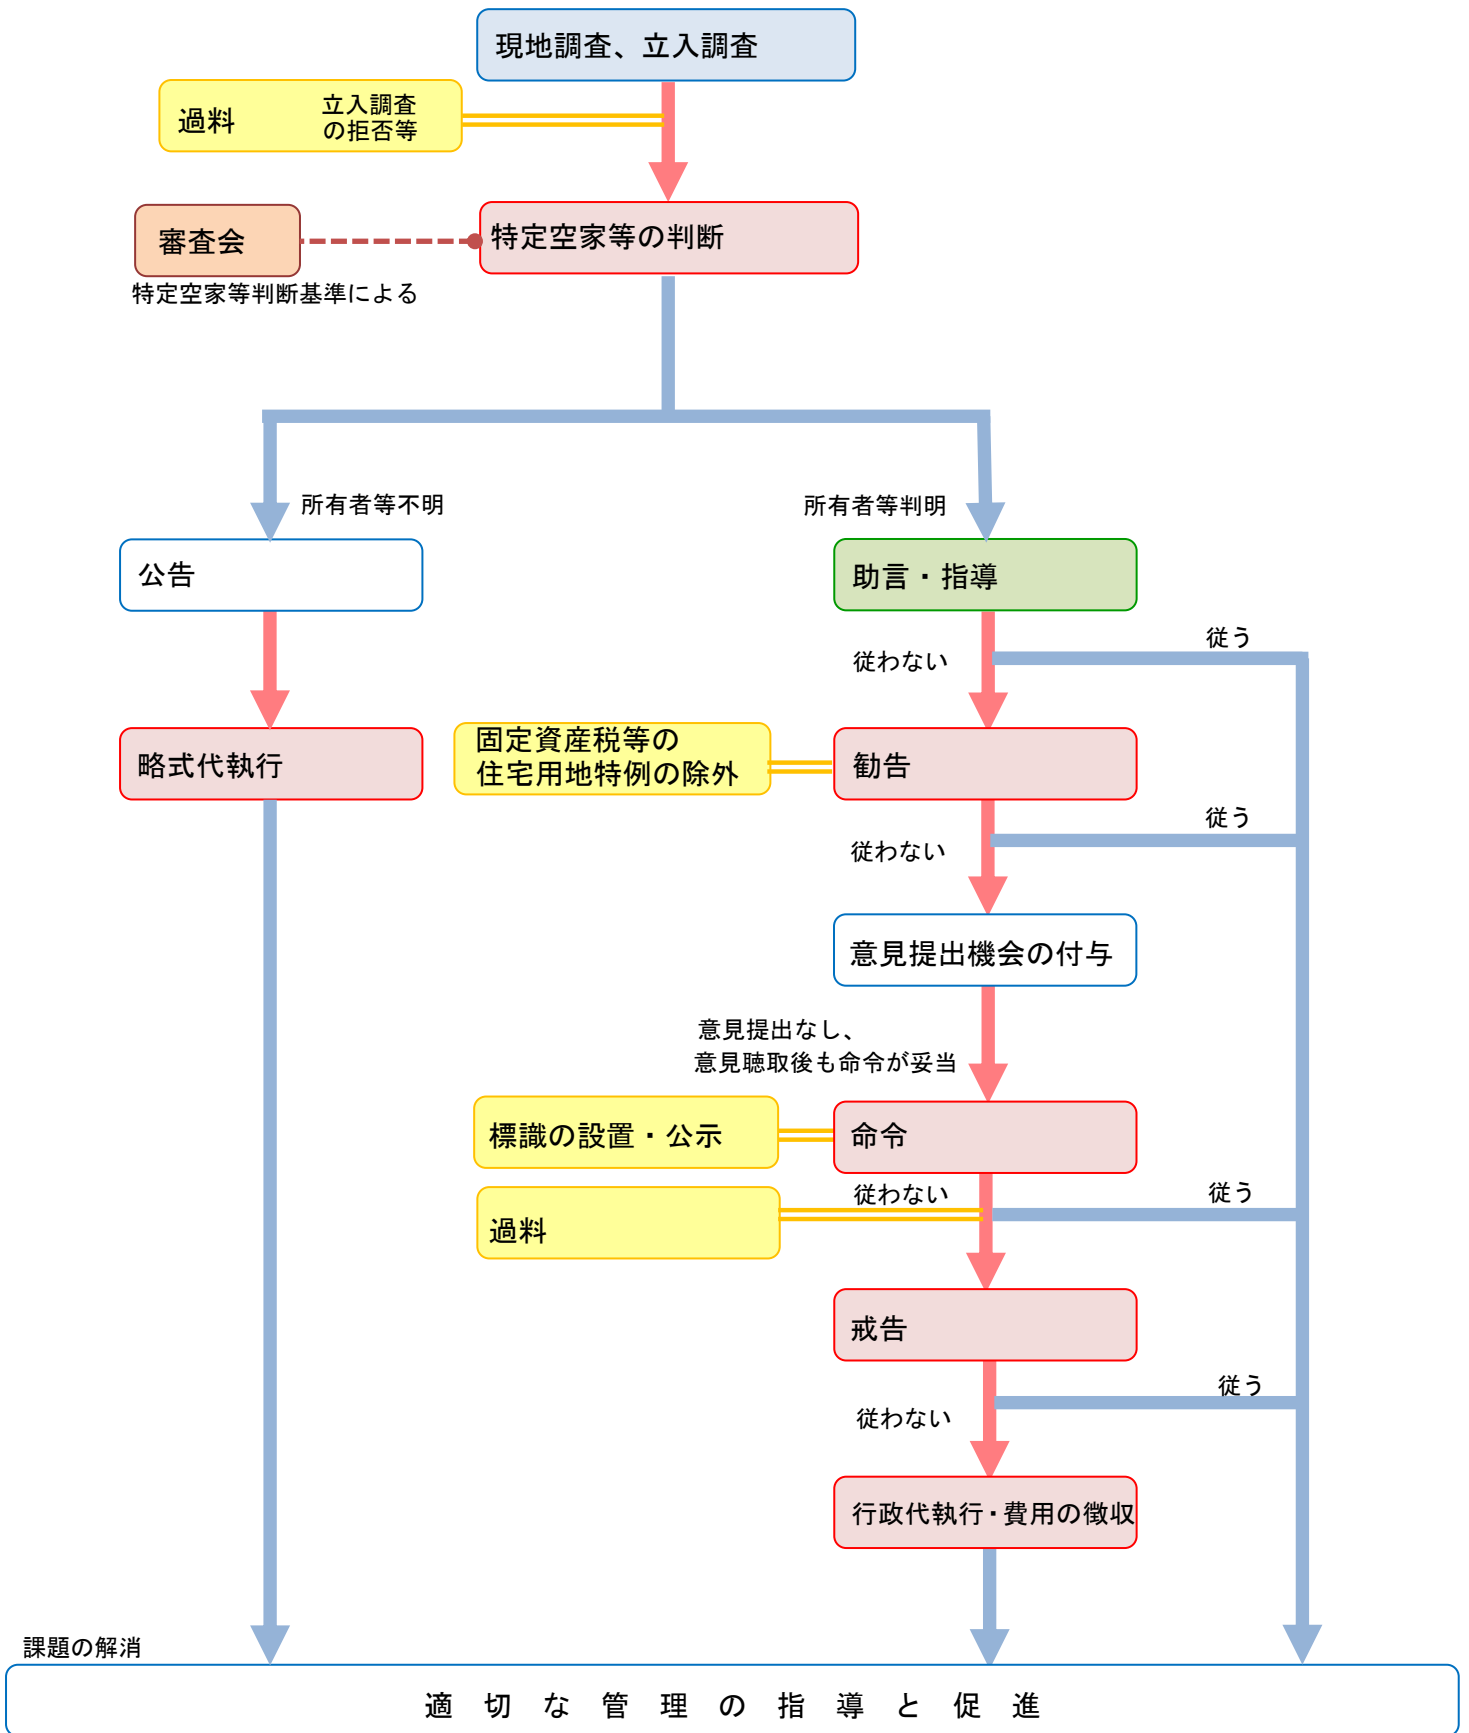 現地調査、立入調査
過料
立入調査
の拒否等
審査会
特定空家等の判断
特定空家等判断基準による
所有者等不明
所有者等判明
公告
助言・指導
従う
従わない
略式代執行
固定資産税等の
住宅用地特例の除外
勧告
従う
従わない
意見提出機会の付与
意見提出なし、
意見聴取後も命令が妥当
標識の設置・公示
命令
従わない
従う
過料
戒告
従う
従わない
行政代執行・費用の徴収
課題の解消
適切な管理の指導と促進